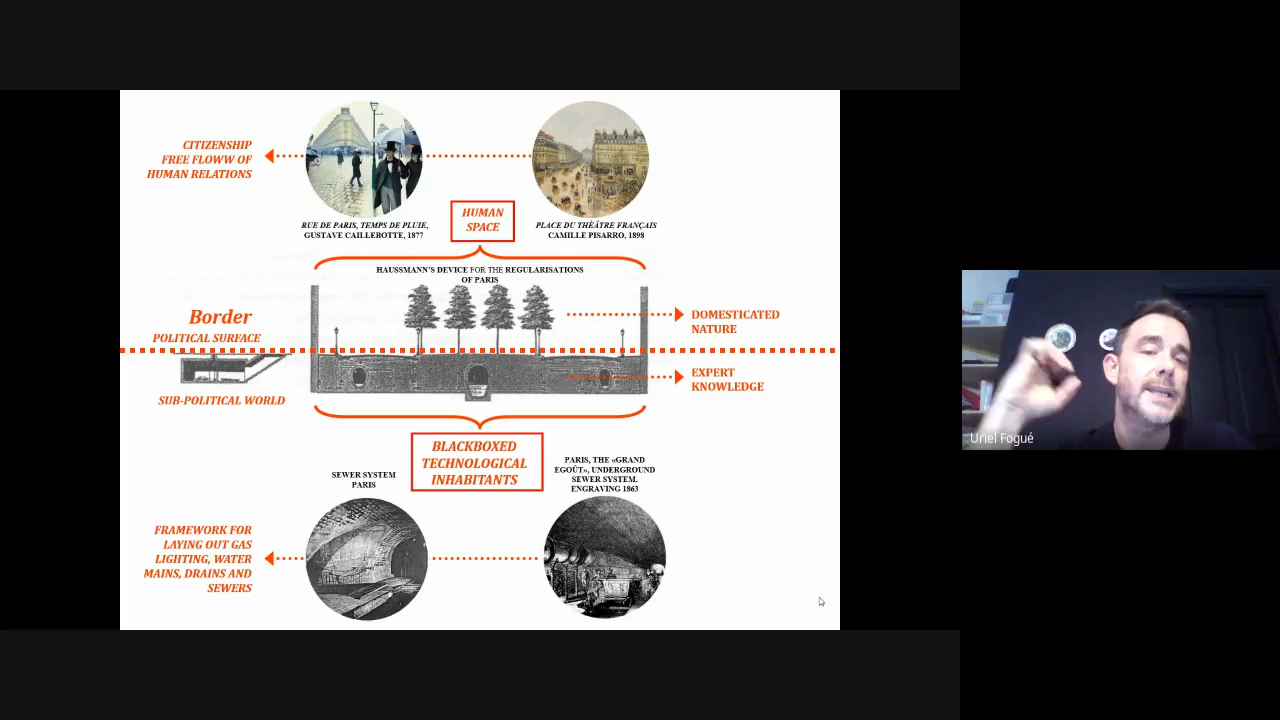 CITIZENSHIP
FREE FLOWW OF
HUMAN RELATIONS
RUE DE PARIS, TEMPS DE PLUIE,
GUSTAVE CAILLEBOTTE, 1877
HUMAN
SPACE
PLACE DU THÉÂTRE FRANÇAIS
CAMILLE PISARRO, 1898
HAUSSMANN'S DEVICE FOR THE REGULARISATIONS
OF PARIS
Border
POLITICAL SURFACE
DOMESTICATED
NATURE
EXPERT
KNOWLEDGE
SUB-POLITICAL WORLD
BLACKBOXED
TECHNOLOGICAL
INHABITANTS
SEWER SYSTEM
PARIS
PARIS, THE «GRAND
EGOÛT», UNDERGROUND
SEWER SYSTEM.
ENGRAVING 1863
FRAMEWORK FOR
LAYING OUT GAS
LIGHTING, WATER
MAINS, DRAINS AND
SEWERS
Uriel Fogué